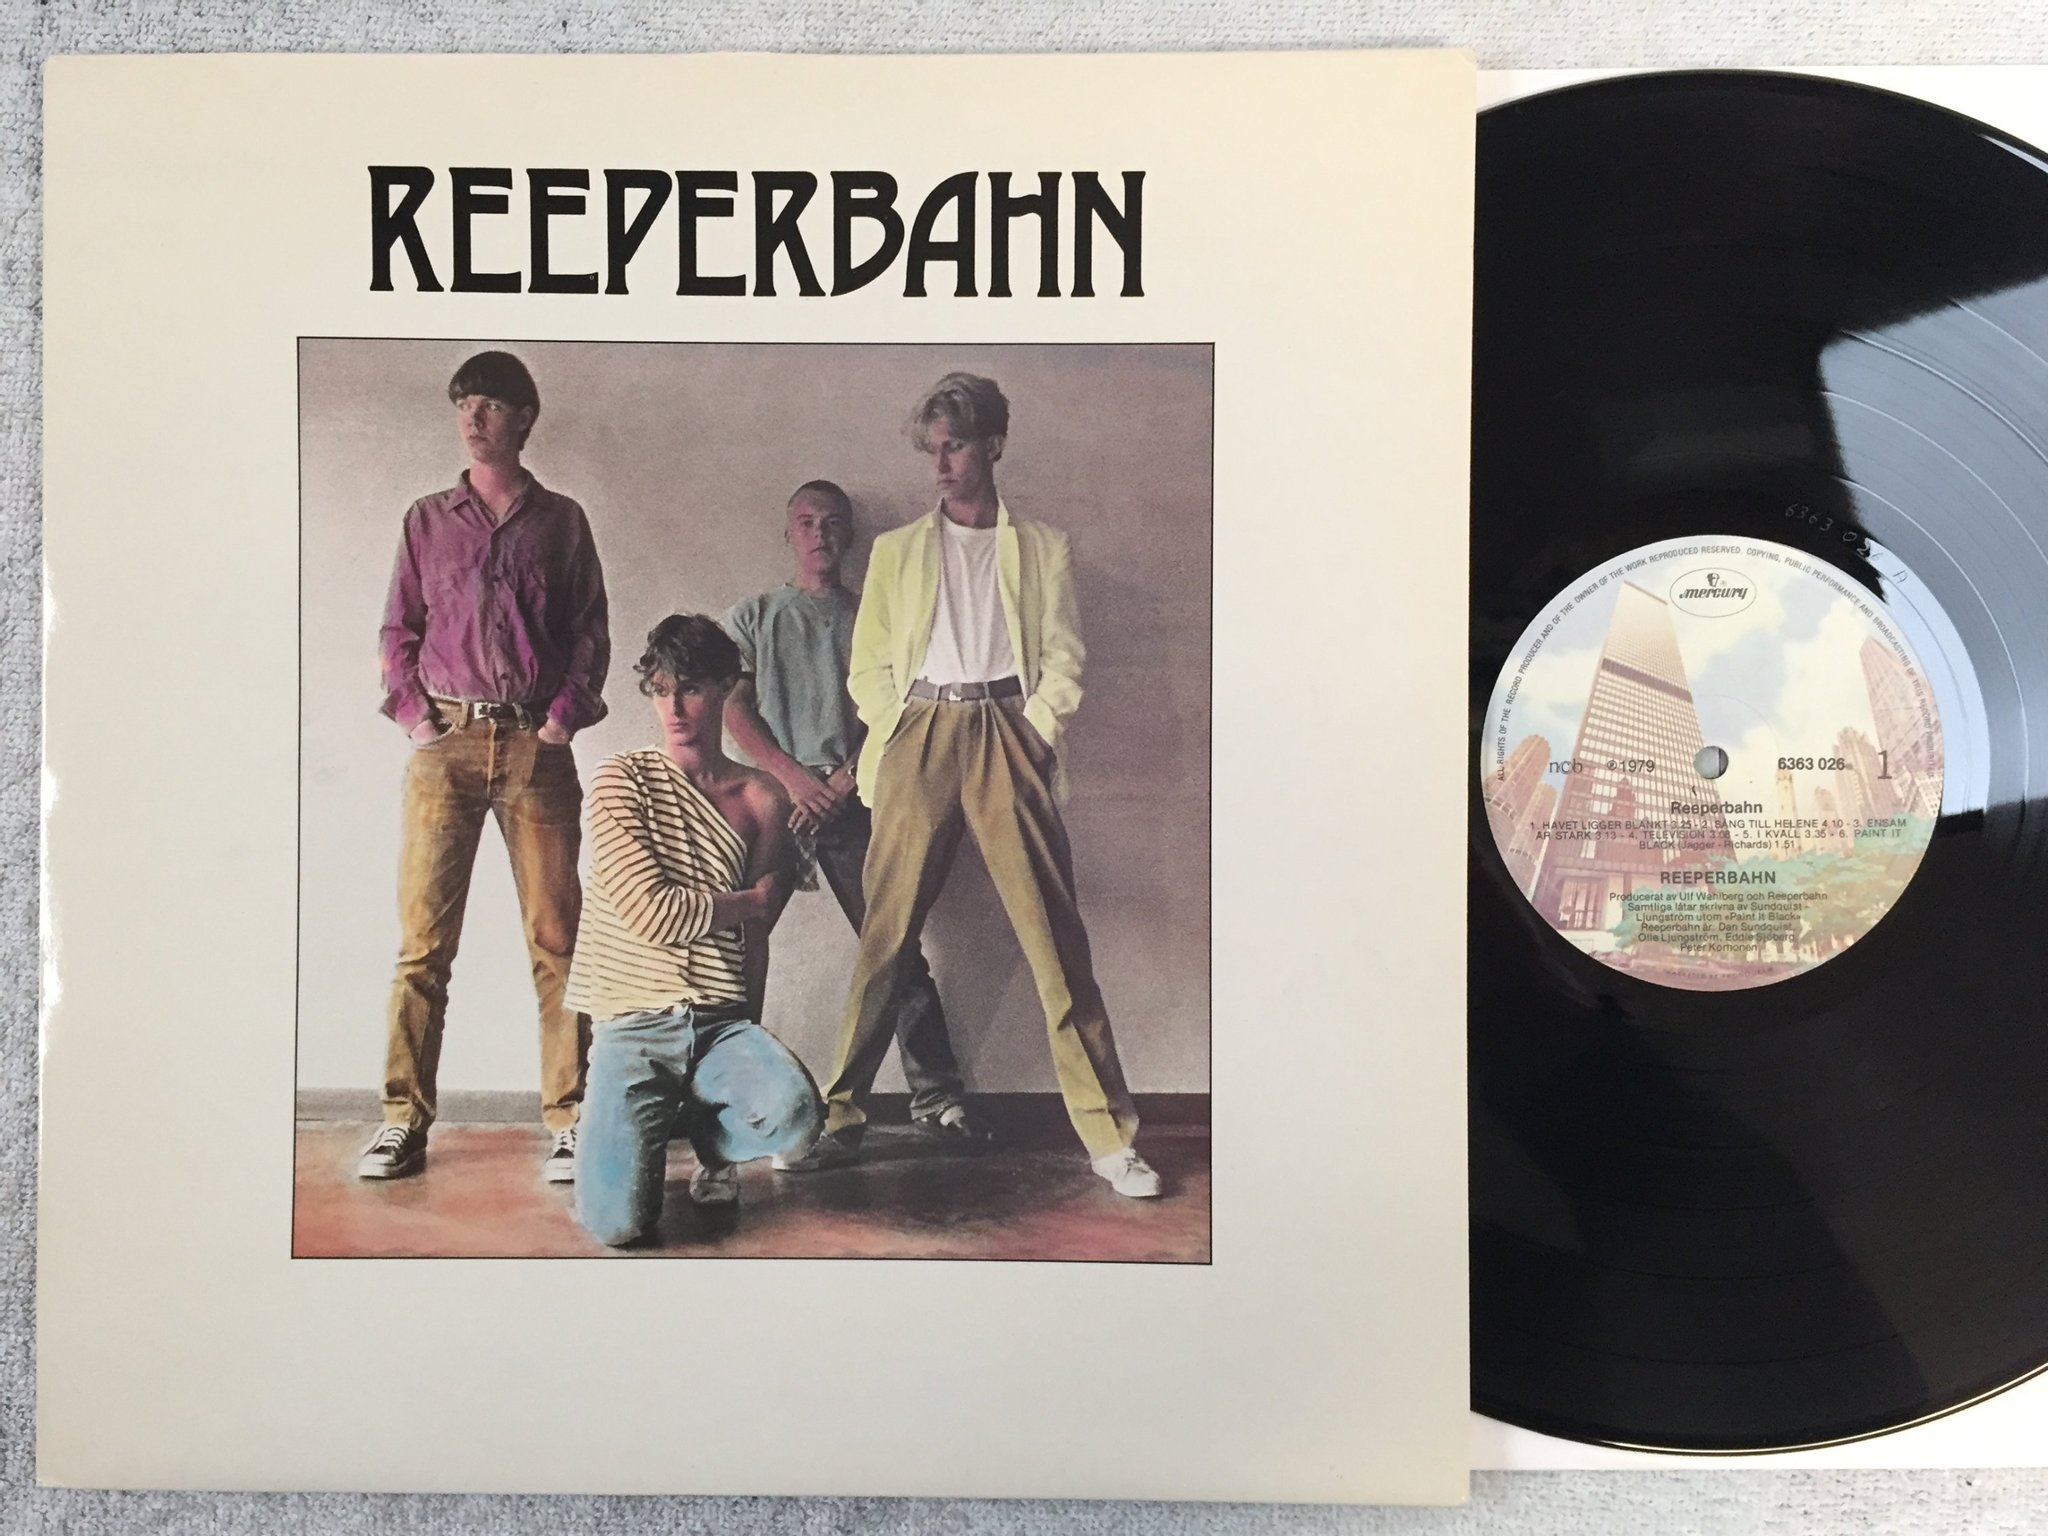 REEPERBAHN
6363 026 A
ALL RIGHTS OF THE RECORD PRODUCER AND OF THE OWNER OF THE WORK REPRODUCED RESERVED. COPYING, PUBLIC PERFORMANCE AND BROADCASTING OF THIS RECORD PROHIBITED
mercury ®
ncb ℗1979 6363 026 1
Reeperbahn
1. HAVET LIGGER BLANKT 3.25 - 2. SÅNG TILL HELENE 4.10 - 3. ENSAM
ÄR STARK 3.13 - 4. TELEVISION 3.08 - 5. I KVÄLL 3.35 - 6. PAINT IT
BLACK (Jagger - Richards) 1.51
REEPERBAHN
Producerat av Ulf Wahlberg och Reeperbahn
Samtliga låtar skrivna av Sundquist -
Ljungström utom «Paint it Black»
Reeperbahn är: Dan Sundquist,
Olle Ljungström, Eddie Sjöberg,
Peter Korhonen
MARKETED BY